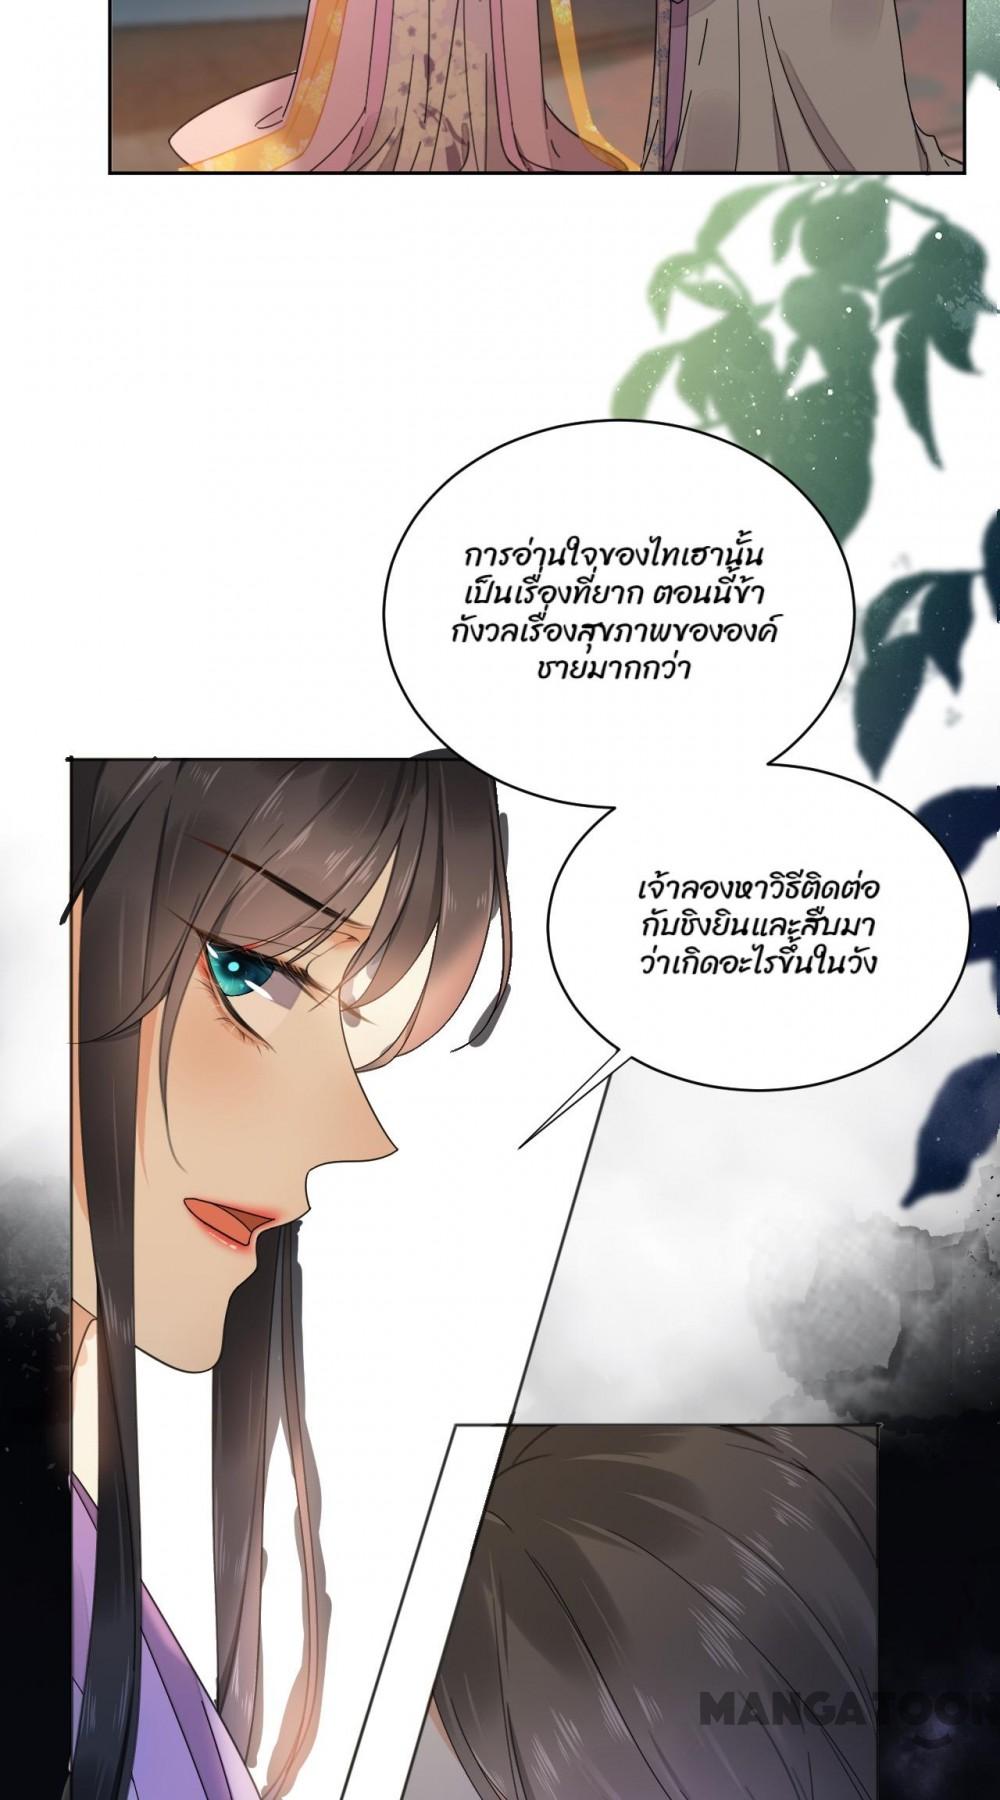 การอ่านใจของไทเฮานั้น
เป็นเรื่องที่ยาก ตอนนี้ข้า
กังวลเรื่องสุขภาพขององค์
ชายมากกว่า
เจ้าลองหาวิธีติดต่อ
กับชิงยินและสืบมา
ว่าเกิดอะไรขึ้นในวัง
MANGATOON